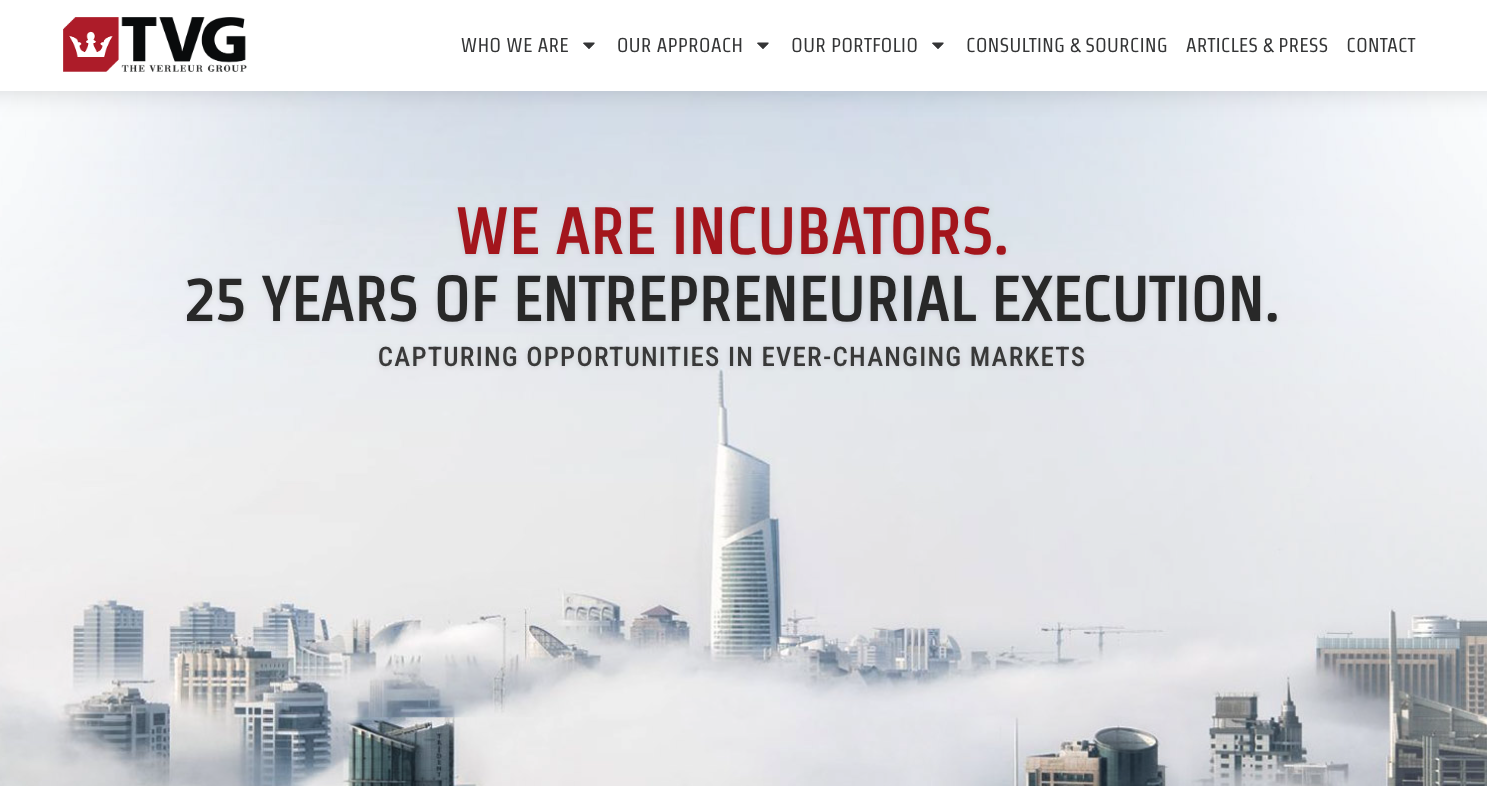 TVG
THE VERLEUR GROUP
WHO WE ARE OUR APPROACH OUR PORTFOLIO CONSULTING & SOURCING ARTICLES & PRESS CONTACT
WE ARE INCUBATORS.
25 YEARS OF ENTREPRENEURIAL EXECUTION.
CAPTURING OPPORTUNITIES IN EVER-CHANGING MARKETS
TRIDENT